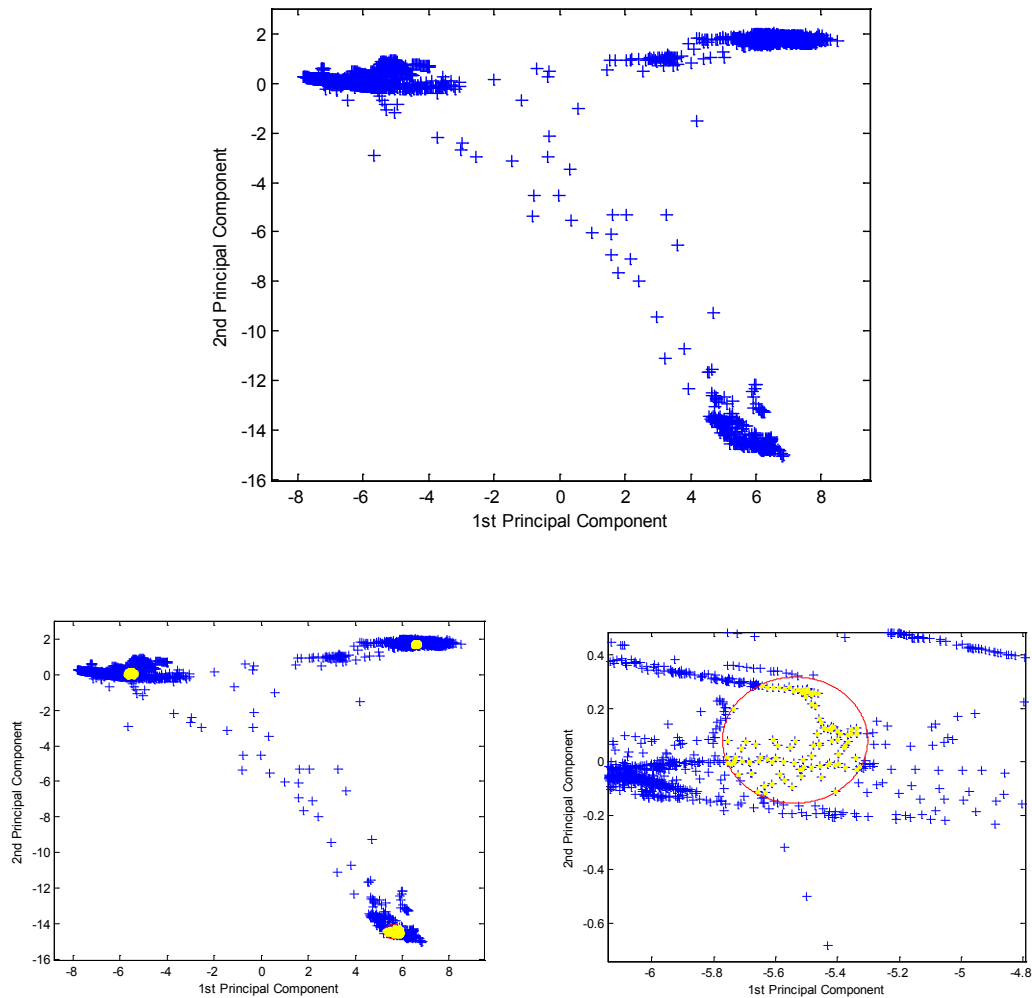 2
0
-2
-4
-6
-8
-10
-12
-14
-16
2nd Principal Component
-8 -6 -4 -2 0 2 4 6 8
1st Principal Component
2
0
-2
-4
-6
-8
-10
-12
-14
-16
2nd Principal Component
-8 -6 -4 -2 0 2 4 6 8
1st Principal Component
0.4
0.2
0
-0.2
-0.4
-0.6
2nd Principal Component
-6 -5.8 -5.6 -5.4 -5.2 -5 -4.8
1st Principal Component